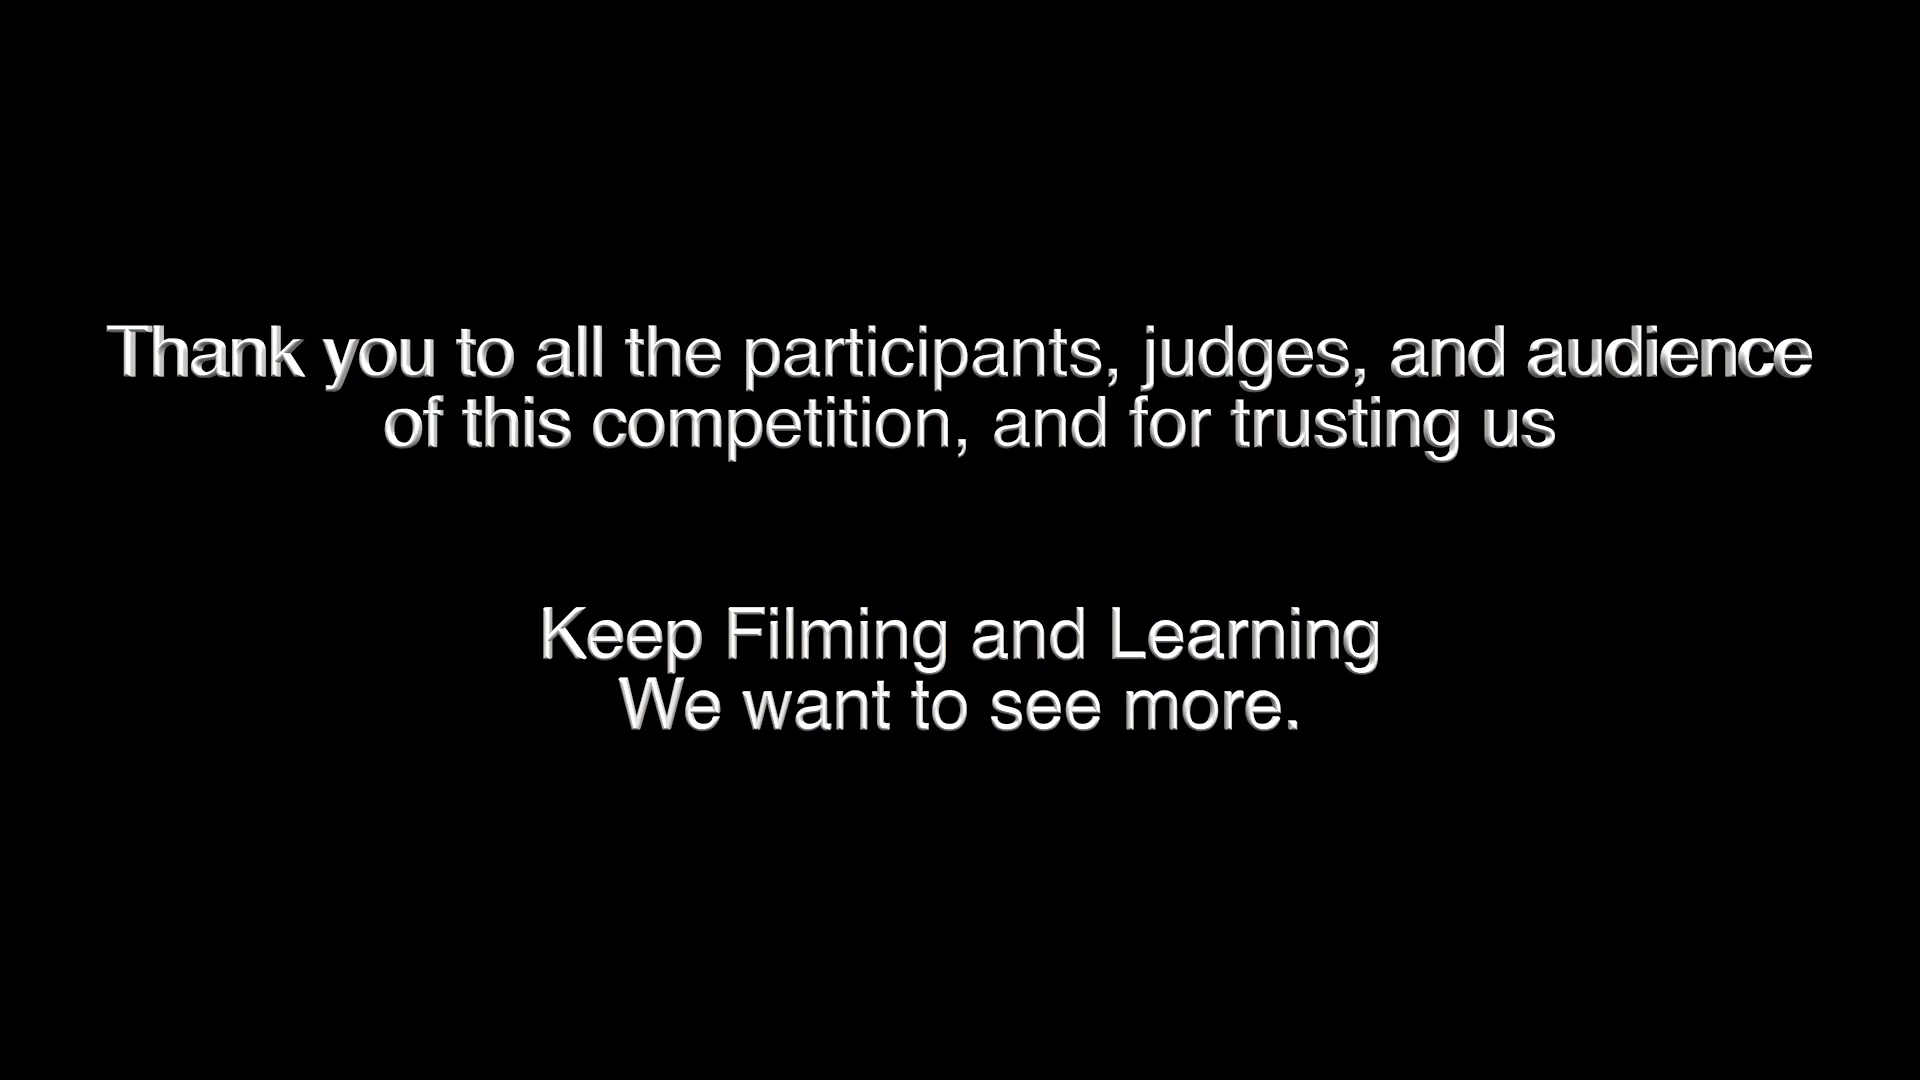 Thank you to all the participants, judges, and audience
of this competition, and for trusting us
Keep Filming and Learning
We want to see more.